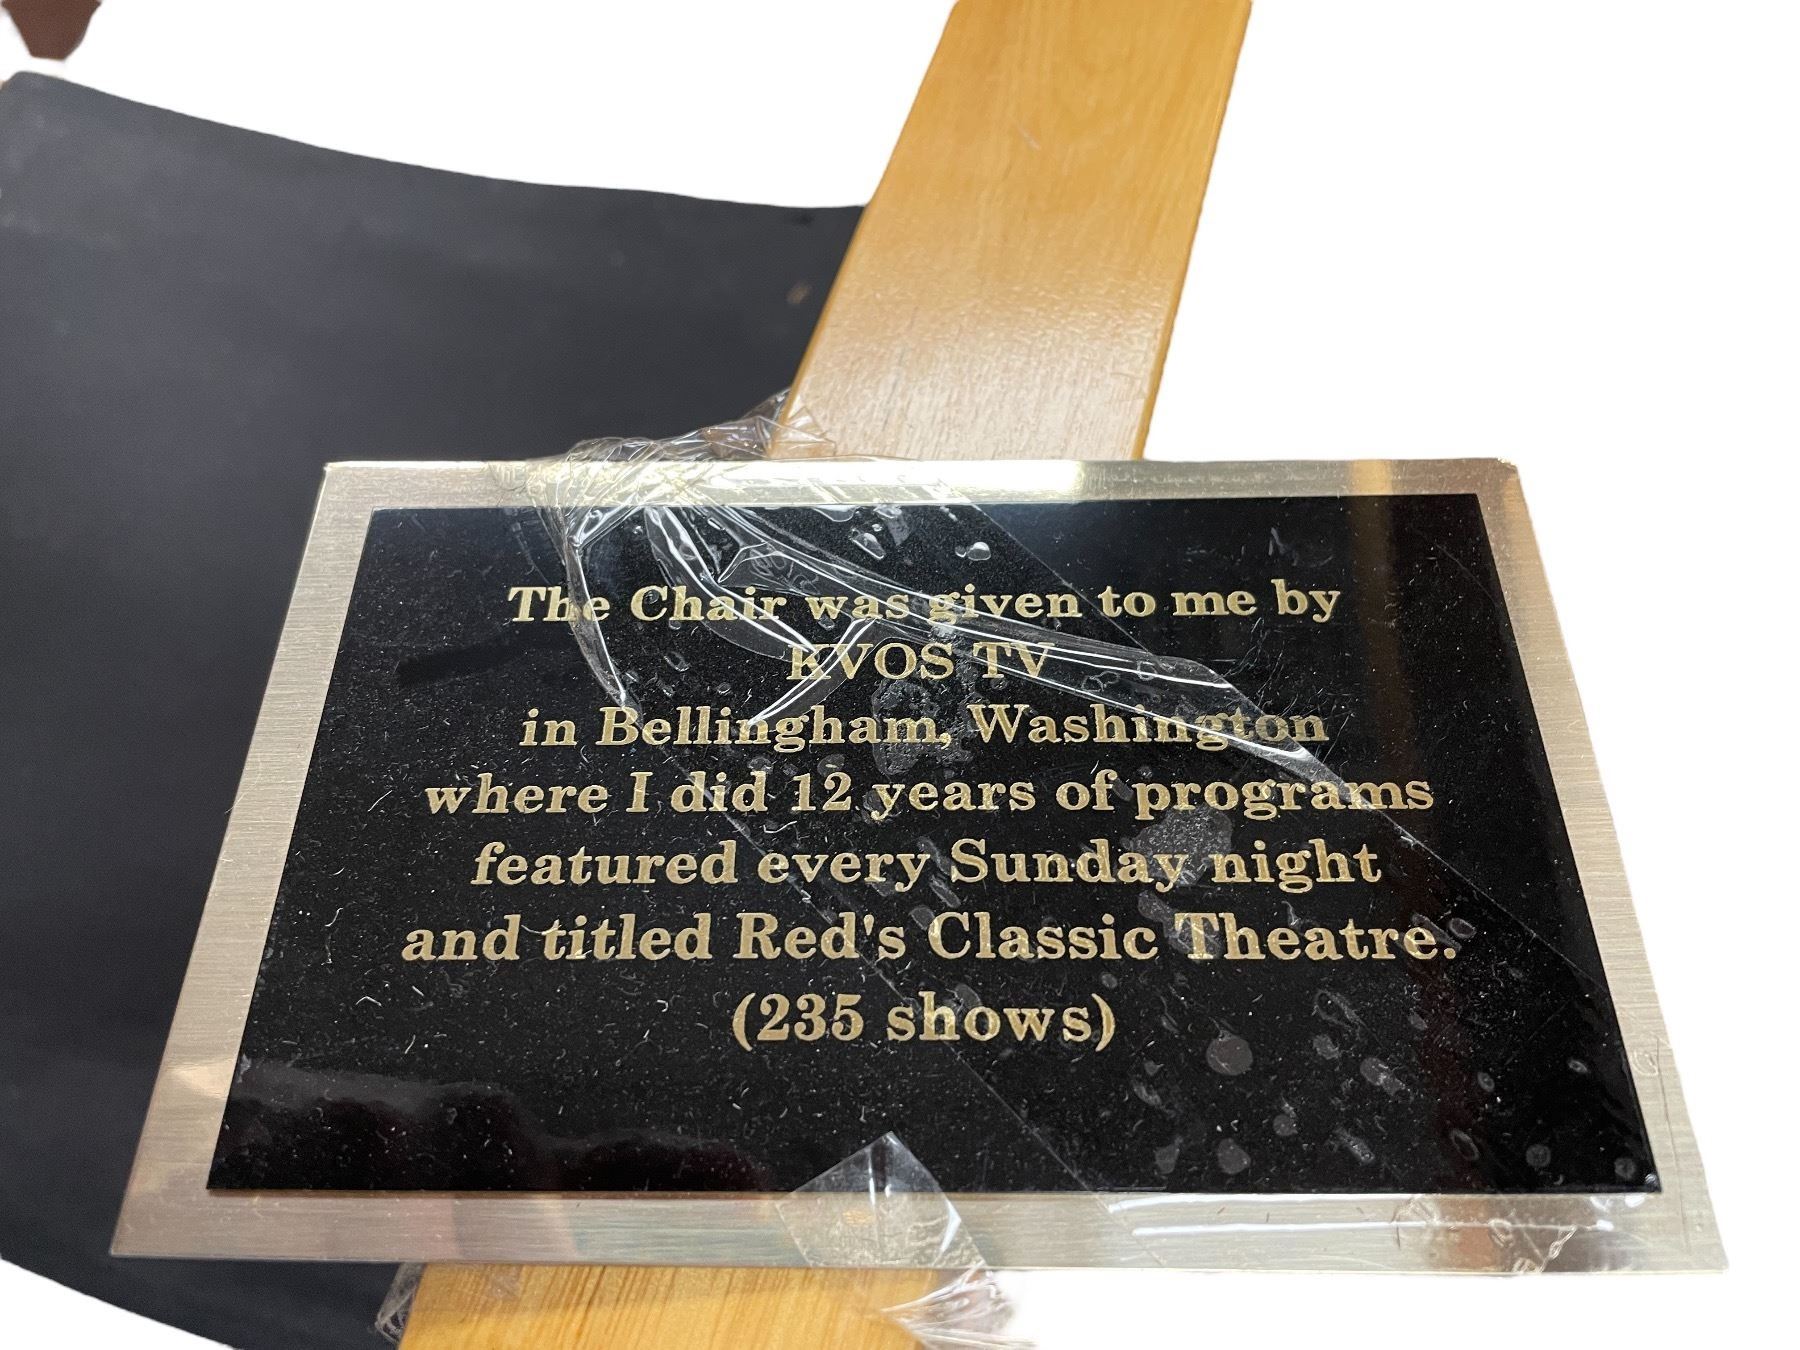 The Chair was given to me by
KVOS TV
in Bellingham, Washington
where I did 12 years of programs
featured every Sunday night
and titled Red's Classic Theatre.
(235 shows)